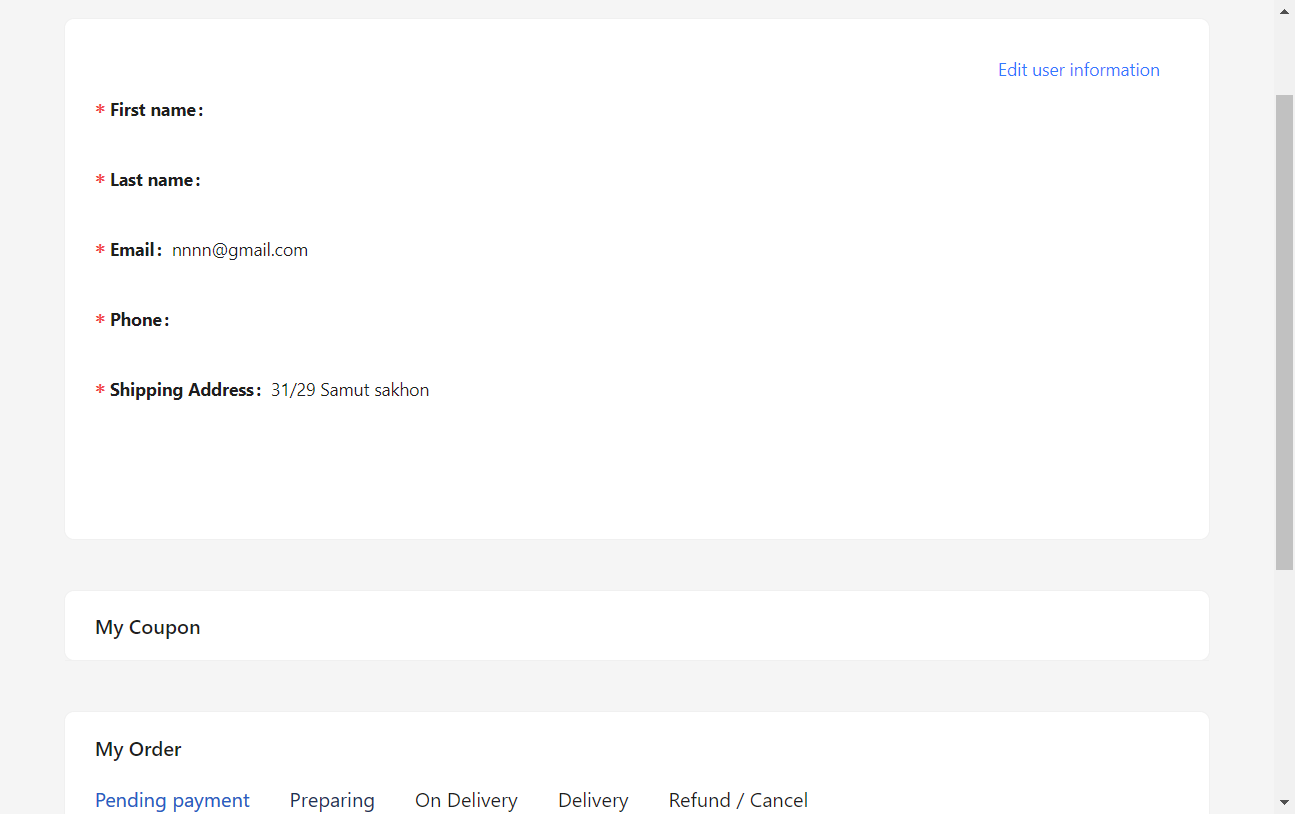 Edit user information
* First name:
* Last name:
* Email: nnnn@gmail.com
* Phone:
* Shipping Address: 31/29 Samut sakhon
My Coupon
My Order
Pending payment Preparing On Delivery Delivery Refund / Cancel